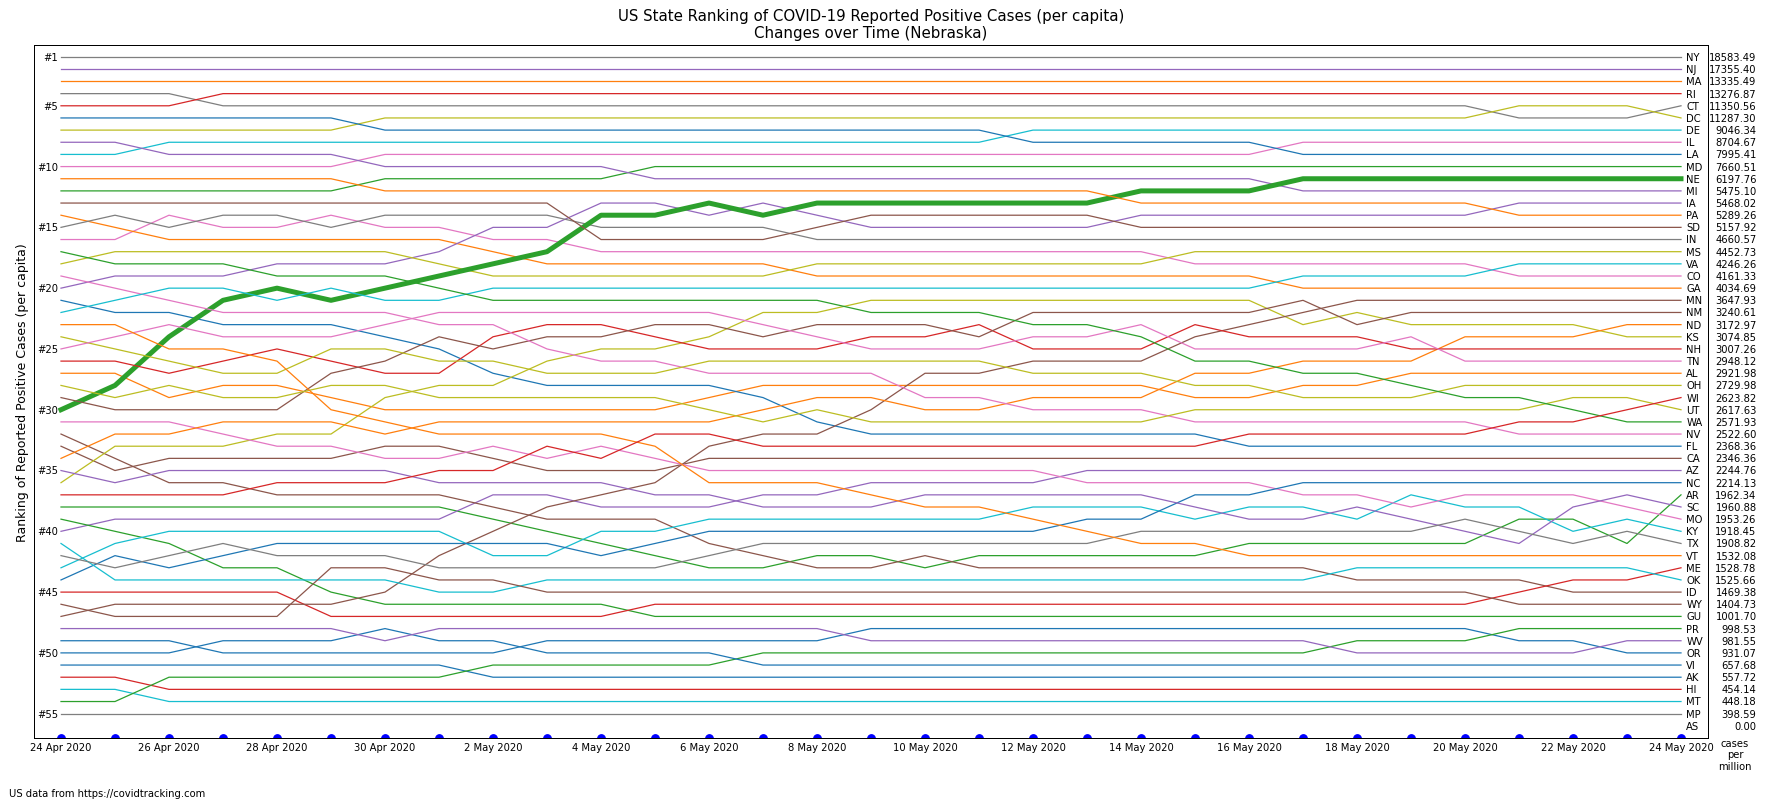 US State Ranking of COVID-19 Reported Positive Cases (per capita)
Changes over Time (Nebraska)
Ranking of Reported Positive Cases (per capita)
#1
#5
#10
#15
#20
#25
#30
#35
#40
#45
#50
#55
NY 18583.49
NJ 17355.40
MA 13335.49
RI 13276.87
CT 11350.56
DC 11287.30
DE 9046.34
IL 8704.67
LA 7995.41
MD 7660.51
NE 6197.76
MI 5475.10
IA 5468.02
PA 5289.26
SD 5157.92
IN 4660.57
MS 4452.73
VA 4246.26
CO 4161.33
GA 4034.69
MN 3647.93
NM 3240.61
ND 3172.97
KS 3074.85
NH 3007.26
TN 2948.12
AL 2921.98
OH 2729.98
WI 2623.82
UT 2617.63
WA 2571.93
NV 2522.60
FL 2368.36
CA 2346.36
AZ 2244.76
NC 2214.13
AR 1962.34
SC 1960.88
MO 1953.26
KY 1918.45
TX 1908.82
VT 1532.08
ME 1528.78
OK 1525.66
ID 1469.38
WY 1404.73
GU 1001.70
PR 998.53
WV 981.55
OR 931.07
VI 657.68
AK 557.72
HI 454.14
MT 448.18
MP 398.59
AS 0.00
24 Apr 2020 26 Apr 2020 28 Apr 2020 30 Apr 2020 2 May 2020 4 May 2020 6 May 2020 8 May 2020 10 May 2020 12 May 2020 14 May 2020 16 May 2020 18 May 2020 20 May 2020 22 May 2020 24 May 2020
cases
per
million
US data from https://covidtracking.com